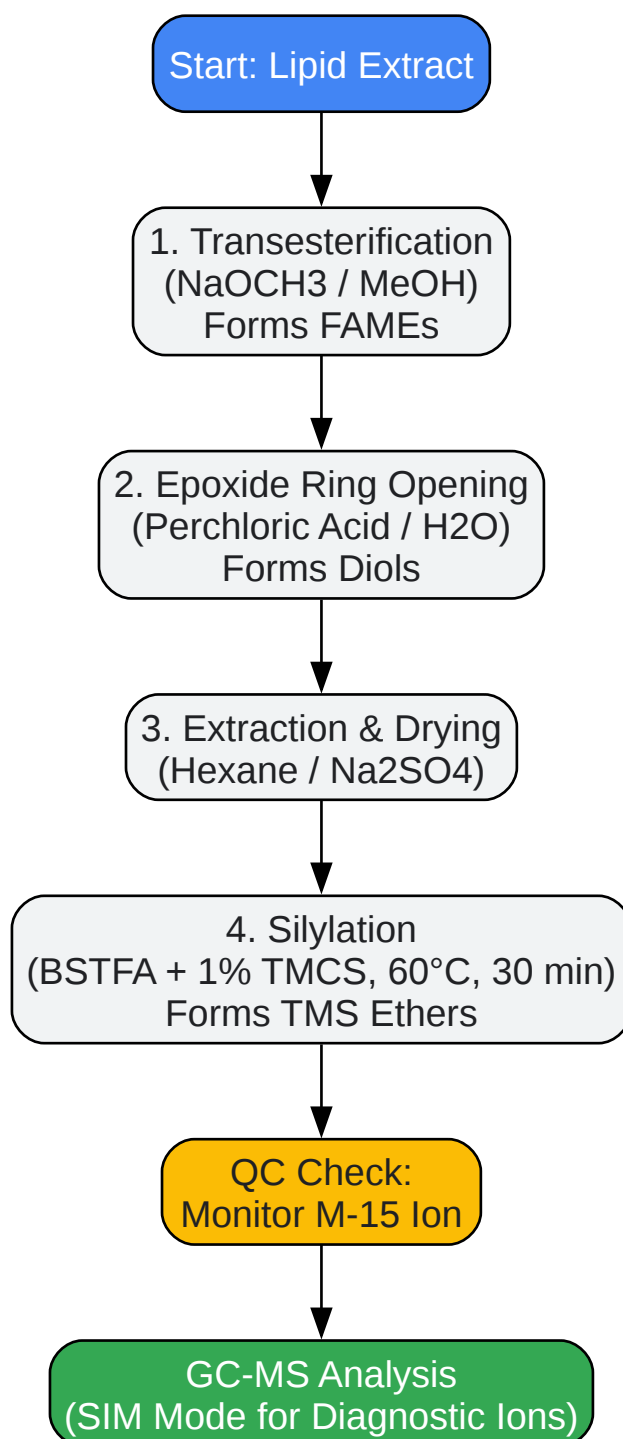 Start: Lipid Extract
1. Transesterification
(NaOCH3 / MeOH)
Forms FAMEs
2. Epoxide Ring Opening
(Perchloric Acid / H2O)
Forms Diols
3. Extraction & Drying
(Hexane / Na2SO4)
4. Silylation
(BSTFA + 1% TMCS, 60°C, 30 min)
Forms TMS Ethers
QC Check:
Monitor M-15 Ion
GC-MS Analysis
(SIM Mode for Diagnostic Ions)